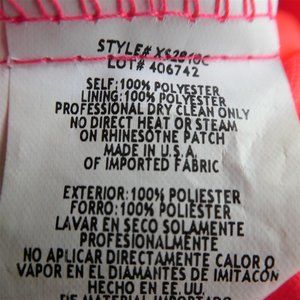 STYLE# XS2818C
LOT# 406742
SELF: 100% POLYESTER
LINING: 100% POLYESTER
PROFESSIONAL DRY CLEAN ONLY
NO DIRECT HEAT OR STEAM
ON RHINESOTNE PATCH
MADE IN U.S.A
OF IMPORTED FABRIC
EXTERIOR: 100% POLIESTER
FORRO: 100% POLIESTER
LAVAR EN SECO SOLAMENTE
PROFESIONALMENTE
NO APLICAR DIRECTAMENTE CALOR O
VAPOR EN EL DIAMANTES DE IMITACON
HECHO EN EE.UU.